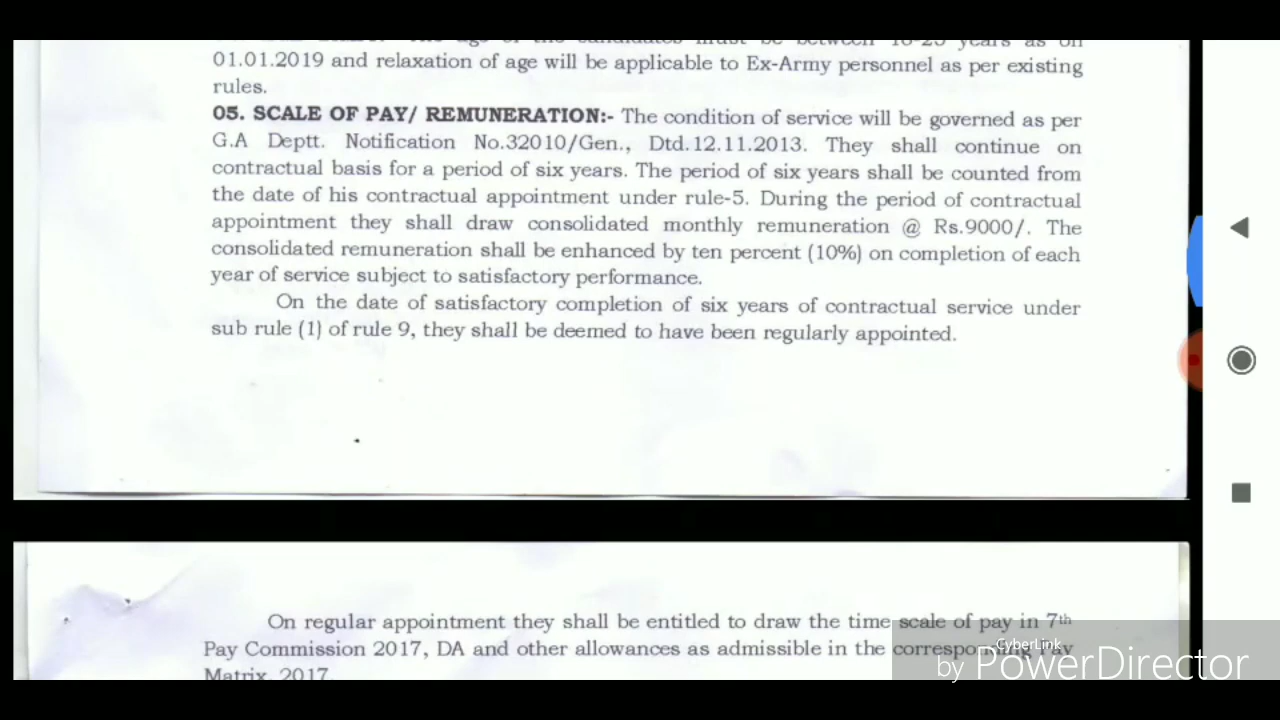 01.01.2019 and relaxation of age will be applicable to Ex-Army personnel as per existing
rules.
05. SCALE OF PAY/ REMUNERATION:- The condition of service will be governed as per
G.A Deptt. Notification No.32010/Gen., Dtd.12.11.2013. They shall continue on
contractual basis for a period of six years. The period of six years shall be counted from
the date of his contractual appointment under rule-5. During the period of contractual
appointment they shall draw consolidated monthly remuneration @ Rs.9000/. The
consolidated remuneration shall be enhanced by ten percent (10%) on completion of each
year of service subject to satisfactory performance.
On the date of satisfactory completion of six years of contractual service under
sub rule (1) of rule 9, they shall be deemed to have been regularly appointed.
On regular appointment they shall be entitled to draw the time scale of pay in 7th
Pay Commission 2017, DA and other allowances as admissible in the corresponding Pay
Matrix, 2017
CyberLink
by PowerDirector